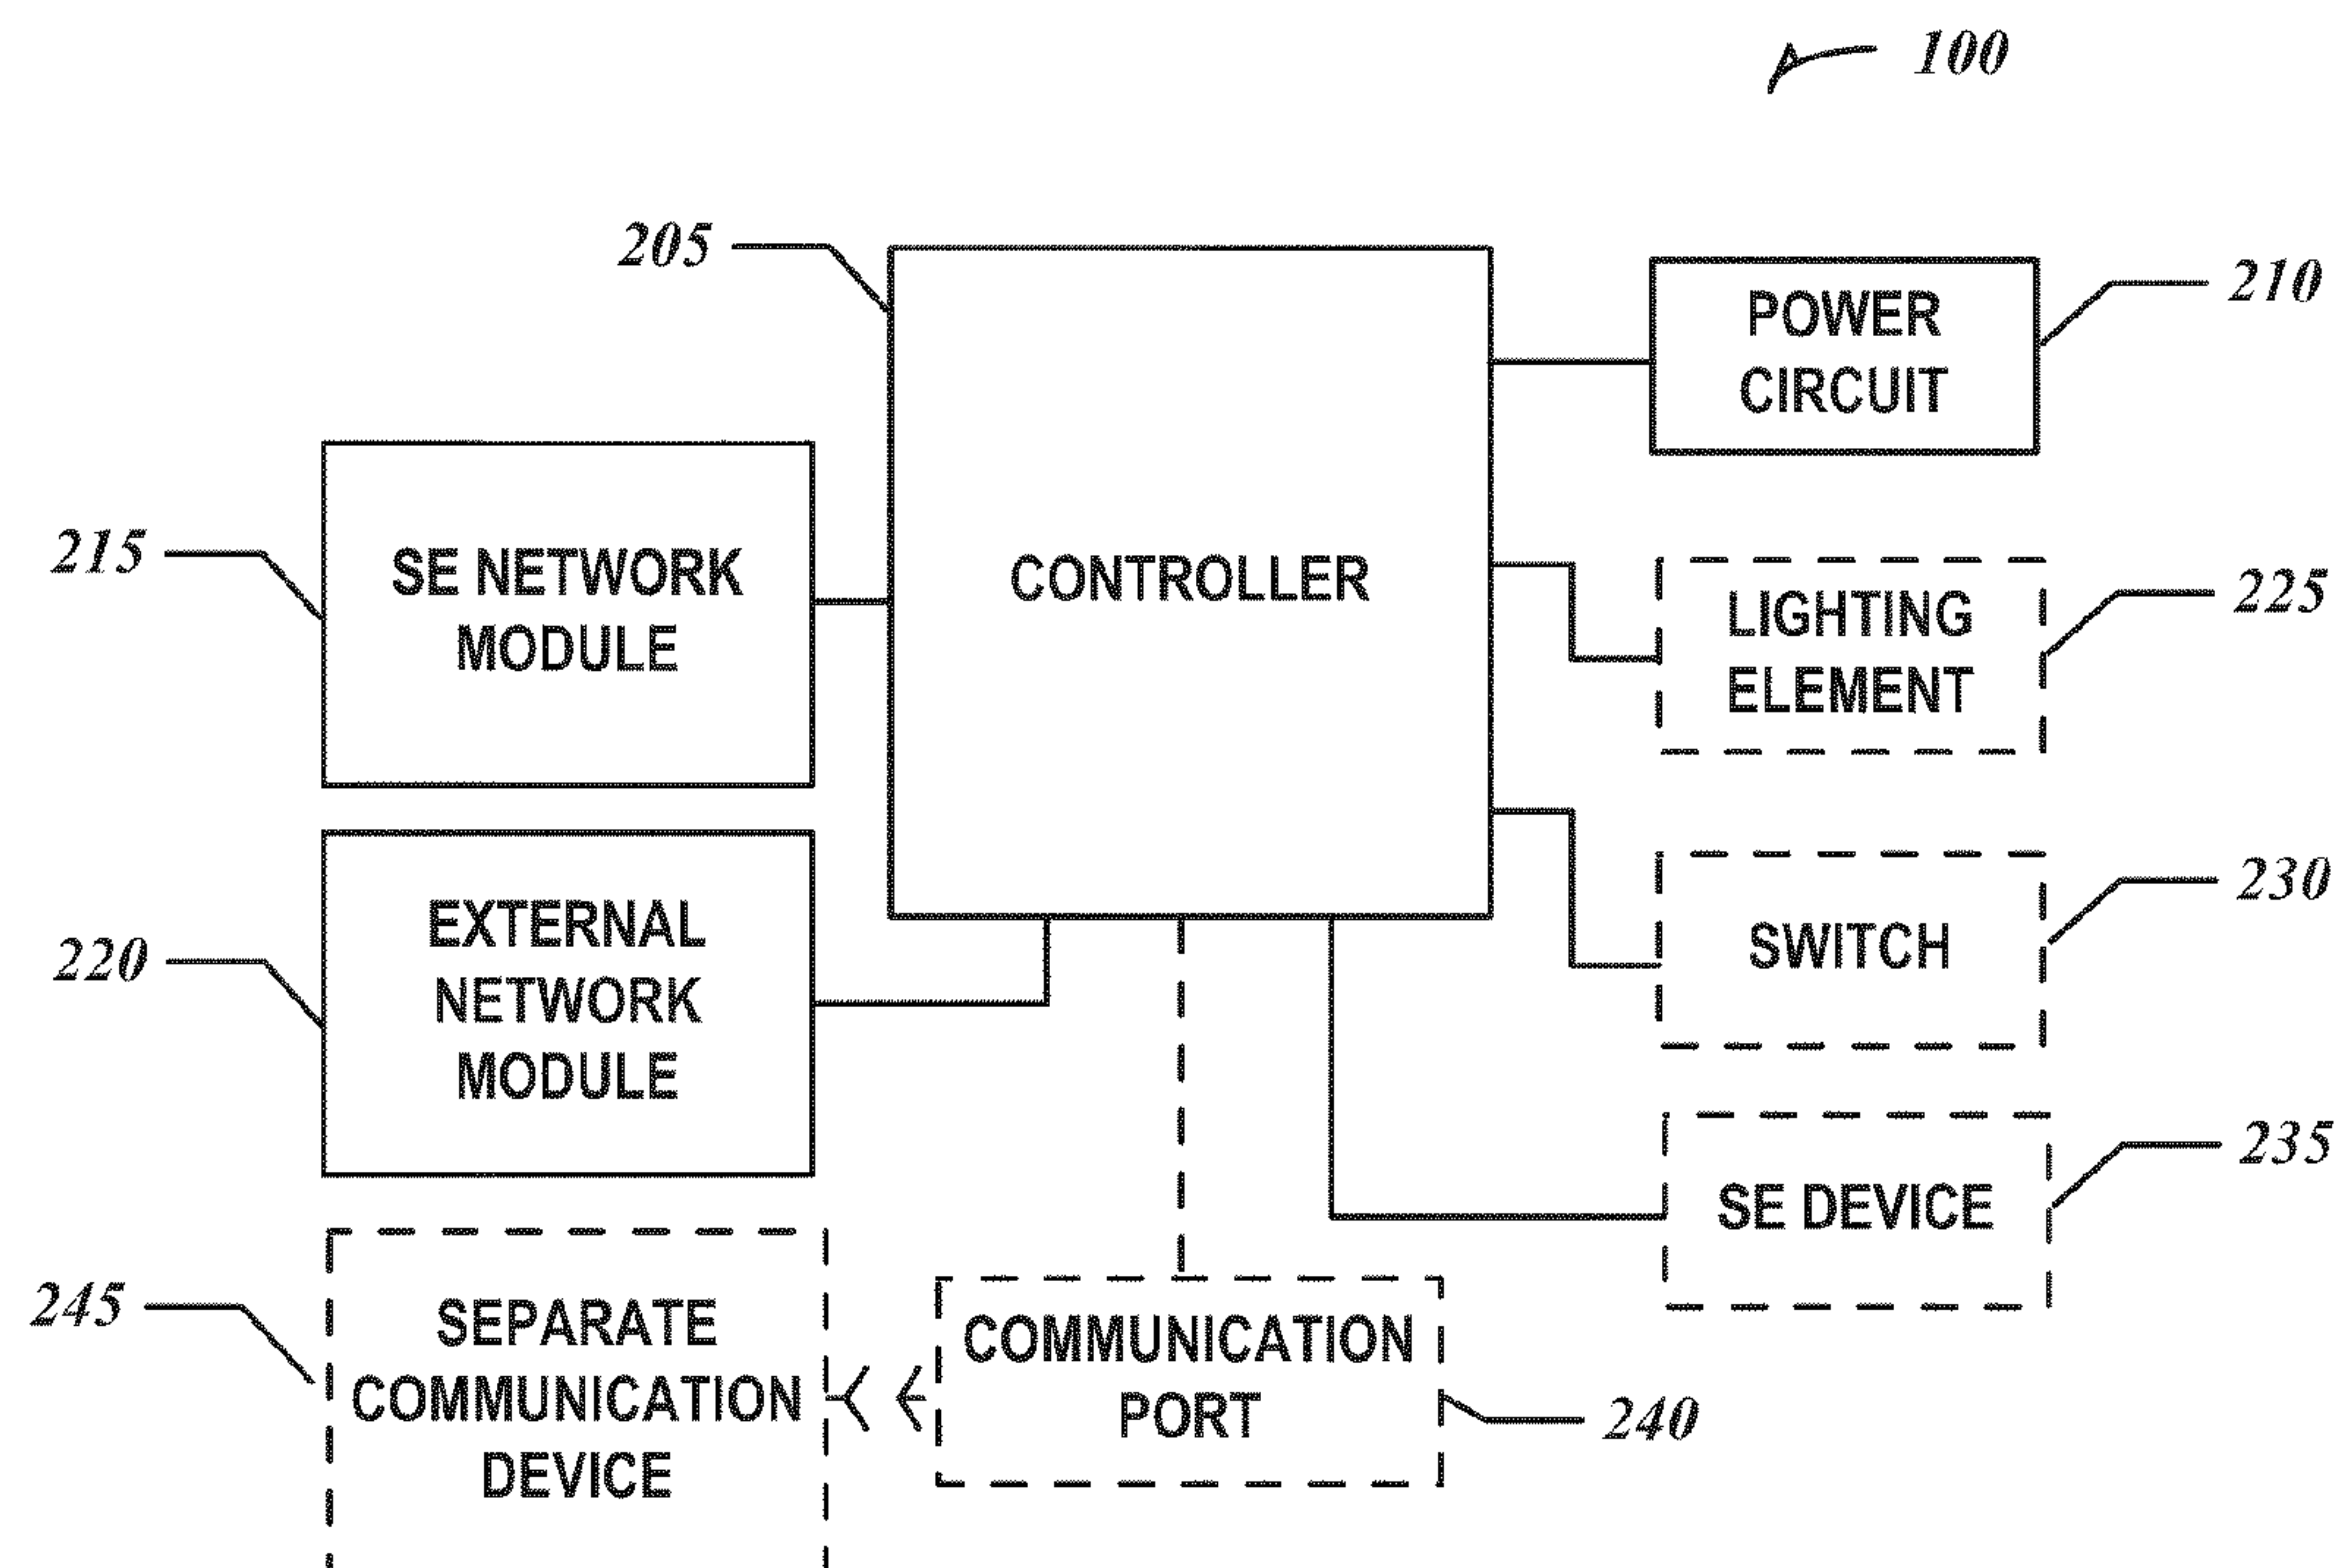 100
205
CONTROLLER
POWER
CIRCUIT
210
215
SE NETWORK
MODULE
LIGHTING
ELEMENT
225
220
EXTERNAL
NETWORK
MODULE
SWITCH
230
SE DEVICE
235
245
SEPARATE
COMMUNICATION
DEVICE
COMMUNICATION
PORT
240